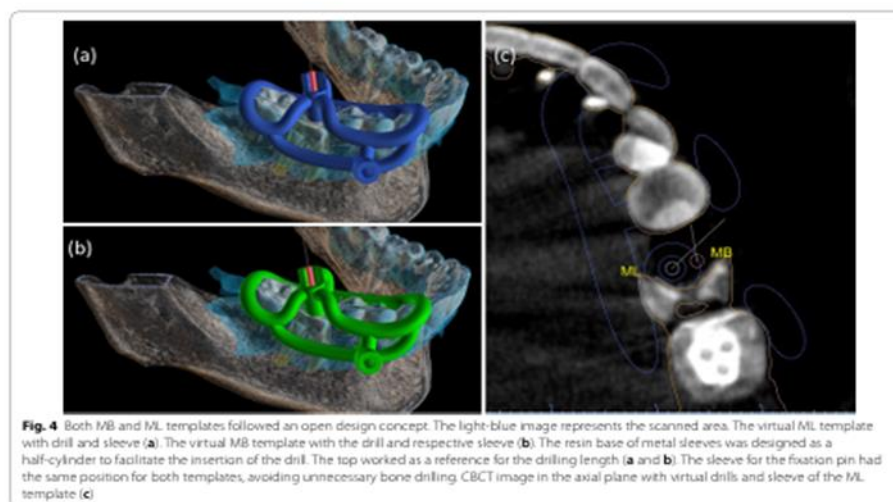 (a)
(b)
(c)
ML
MB
Fig. 4 Both MB and ML templates followed an open design concept. The light-blue image represents the scanned area. The virtual ML template
with drill and sleeve (a). The virtual MB template with the drill and respective sleeve (b). The resin base of metal sleeves was designed as a
half-cylinder to facilitate the insertion of the drill. The top worked as a reference for the drilling length (a and b). The sleeve for the fixation pin had
the same position for both templates, avoiding unnecessary bone drilling. CBCT image in the axial plane with virtual drills and sleeve of the ML
template (c)